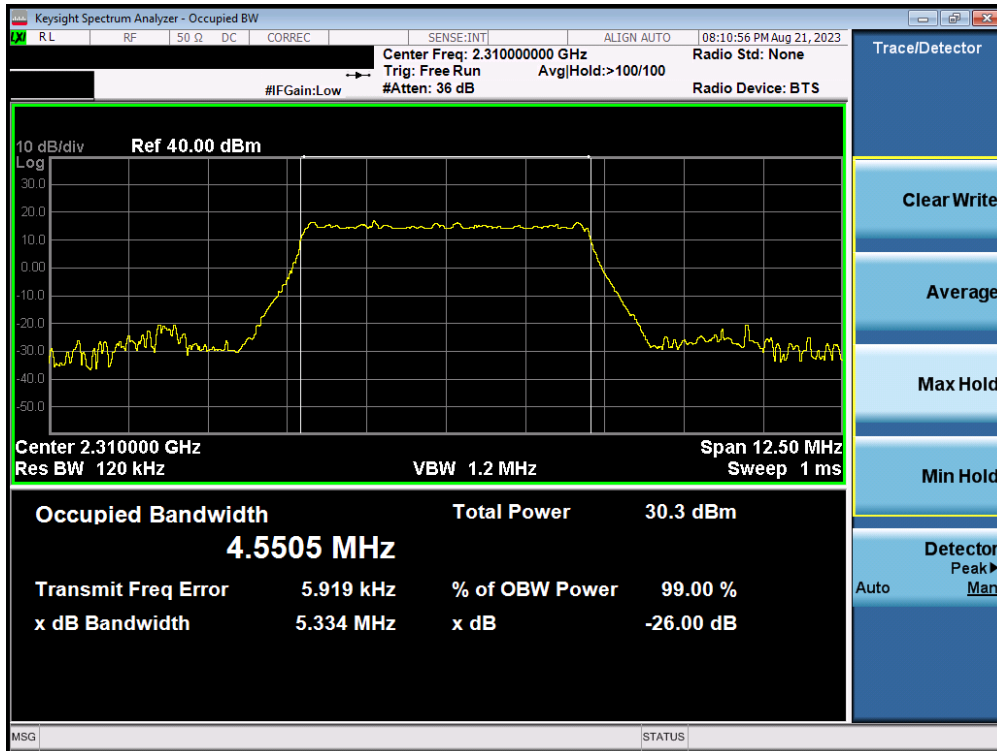 Keysight Spectrum Analyzer - Occupied BW
LXI RL RF 50 Ω DC CORREC SENSE:INT ALIGN AUTO 08:10:56 PM Aug 21, 2023
Center Freq: 2.310000000 GHz Radio Std: None
Trig: Free Run Avg|Hold:>100/100
#IFGain:Low #Atten: 36 dB Radio Device: BTS
10 dB/div Ref 40.00 dBm
Log
30.0
20.0
10.0
0.00
-10.0
-20.0
-30.0
-40.0
-50.0
Center 2.310000 GHz Span 12.50 MHz
Res BW 120 kHz VBW 1.2 MHz Sweep 1 ms
Occupied Bandwidth Total Power 30.3 dBm
4.5505 MHz
Transmit Freq Error 5.919 kHz % of OBW Power 99.00 %
x dB Bandwidth 5.334 MHz x dB -26.00 dB
MSG STATUS
Trace/Detector
Clear Write
Average
Max Hold
Min Hold
Detector
Peak▶
Auto Man